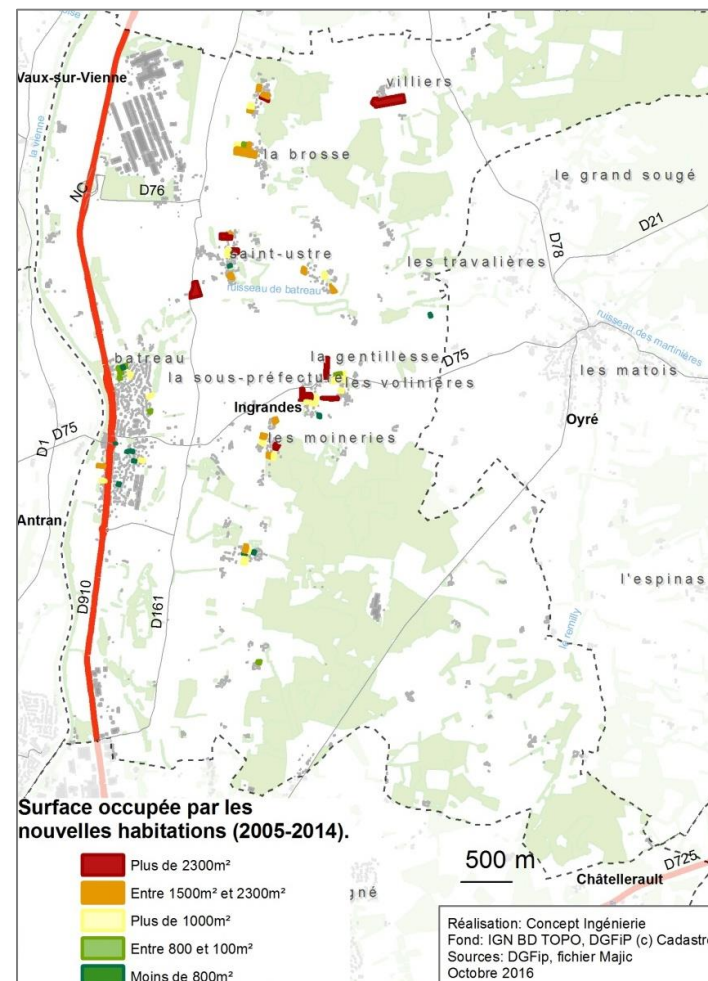 Vaux-sur-Vienne
villiers
la vienne
la brosse
le grand sougé
NC
D76
D21
D78
saint-ustre
les travalières
ruisseau de batreau
ruisseau des martinières
batreau
la gentillesse
D75
la sous-préfecture
les volinières
les matois
Ingrandes
Oyré
les moineries
D1
D75
Antran
l'espinas
D910
D161
le remilly
Surface occupée par les
nouvelles habitations (2005-2014).
Plus de 2300m²
Entre 1500m² et 2300m²
Plus de 1000m²
Entre 800 et 100m²
Moins de 800m²
500 m
D725
Châtellerault
gné
Réalisation: Concept Ingénierie
Fond: IGN BD TOPO, DGFiP (c) Cadastre
Sources: DGFip, fichier Majic
Octobre 2016